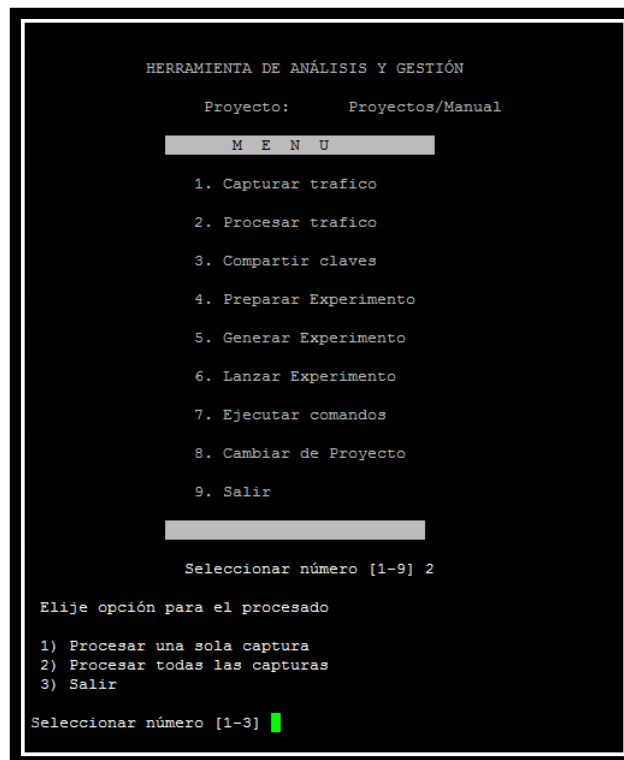 HERRAMIENTA DE ANÁLISIS Y GESTIÓN
Proyecto: Proyectos/Manual
M E N U
1. Capturar trafico
2. Procesar trafico
3. Compartir claves
4. Preparar Experimento
5. Generar Experimento
6. Lanzar Experimento
7. Ejecutar comandos
8. Cambiar de Proyecto
9. Salir
Seleccionar número [1-9] 2
Elije opción para el procesado
1) Procesar una sola captura
2) Procesar todas las capturas
3) Salir
Seleccionar número [1-3]